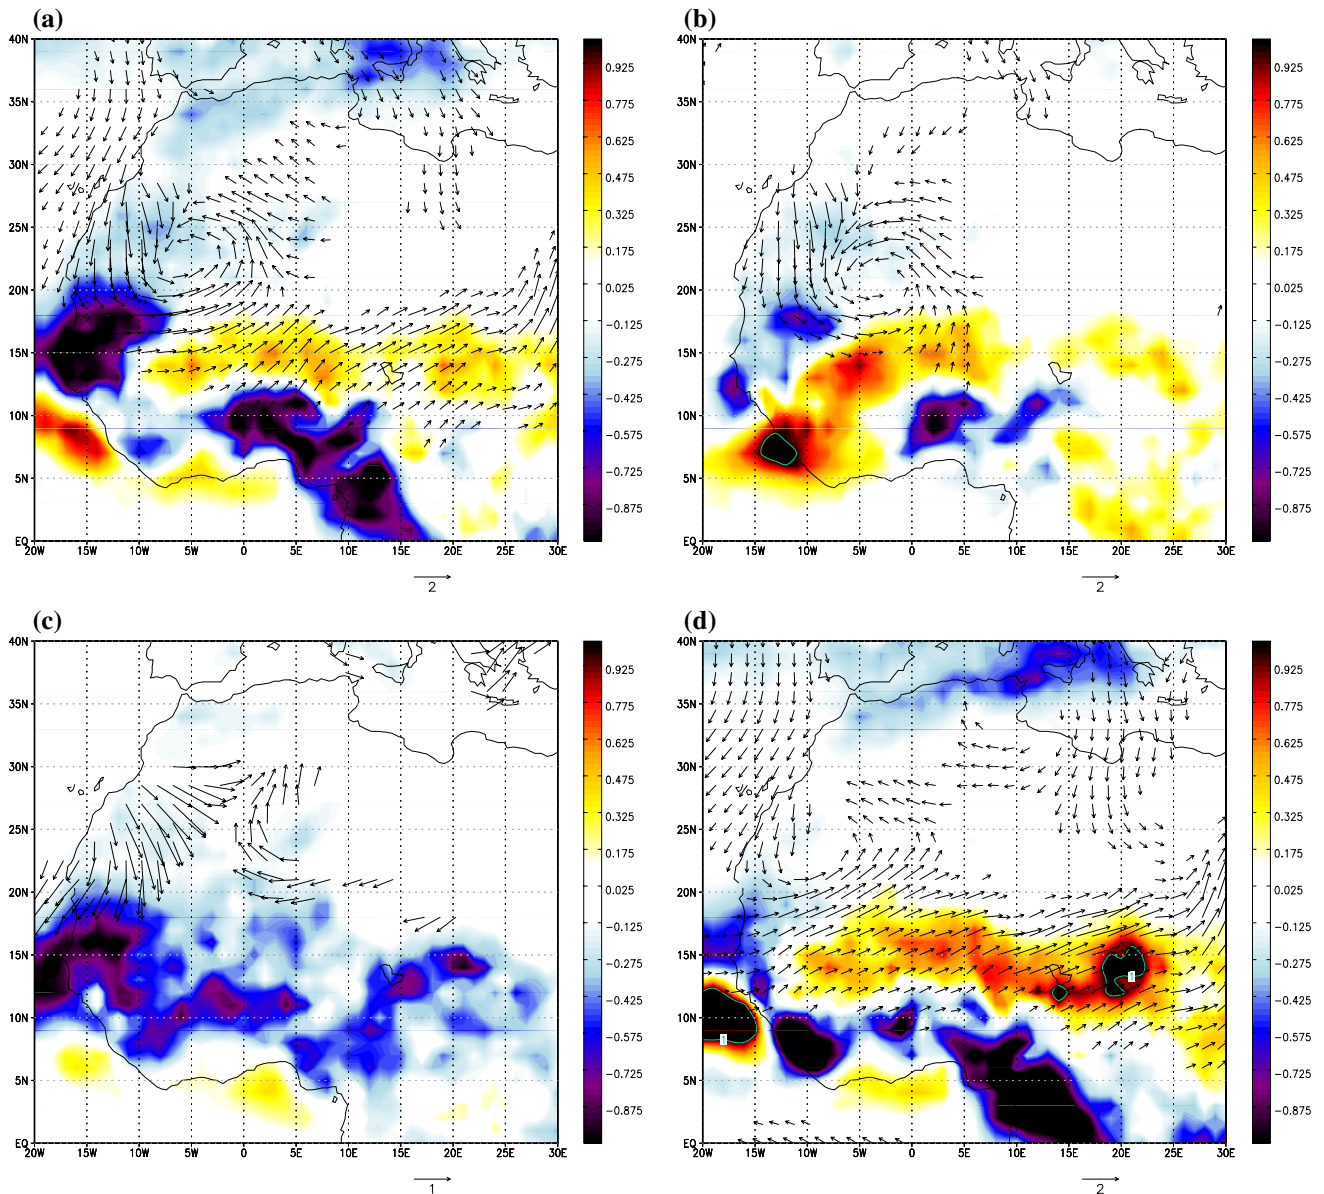 (a)
40N
35N
30N
25N
20N
15N
10N
5N
EQ
20W 15W 10W 5W 0 5E 10E 15E 20E 25E 30E
2
0.925
0.775
0.625
0.475
0.325
0.175
0.025
-0.125
-0.275
-0.425
-0.575
-0.725
-0.875
(b)
40N
35N
30N
25N
20N
15N
10N
5N
EQ
20W 15W 10W 5W 0 5E 10E 15E 20E 25E 30E
2
0.925
0.775
0.625
0.475
0.325
0.175
0.025
-0.125
-0.275
-0.425
-0.575
-0.725
-0.875
(c)
40N
35N
30N
25N
20N
15N
10N
5N
EQ
20W 15W 10W 5W 0 5E 10E 15E 20E 25E 30E
1
0.925
0.775
0.625
0.475
0.325
0.175
0.025
-0.125
-0.275
-0.425
-0.575
-0.725
-0.875
(d)
40N
35N
30N
25N
20N
15N
10N
5N
EQ
20W 15W 10W 5W 0 5E 10E 15E 20E 25E 30E
1
1
2
0.925
0.775
0.625
0.475
0.325
0.175
0.025
-0.125
-0.275
-0.425
-0.575
-0.725
-0.875